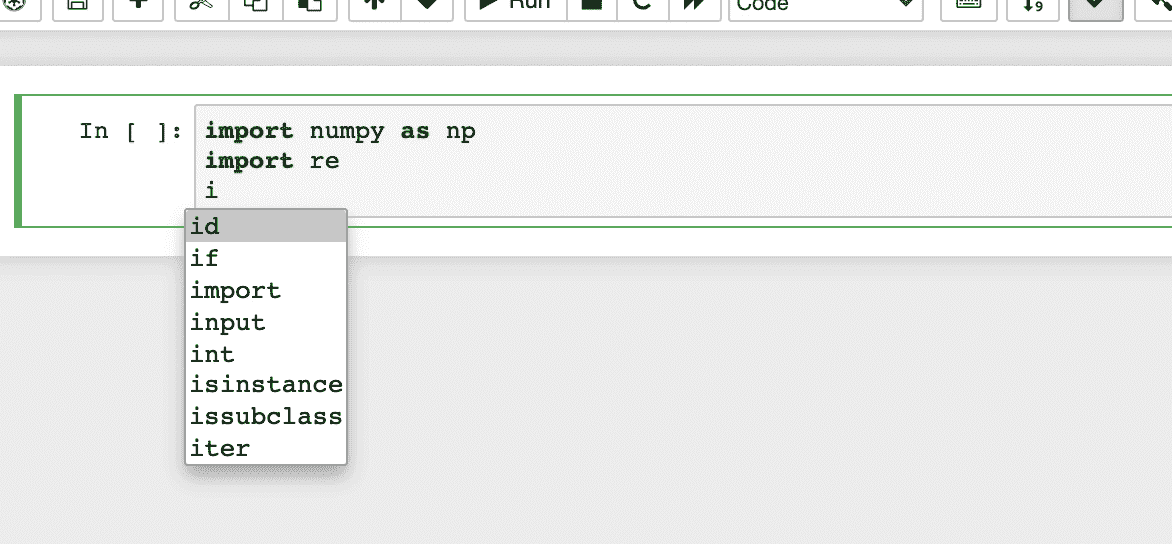 Run Code
In [ ]: import numpy as np
import re
i
id
if
import
input
int
isinstance
issubclass
iter